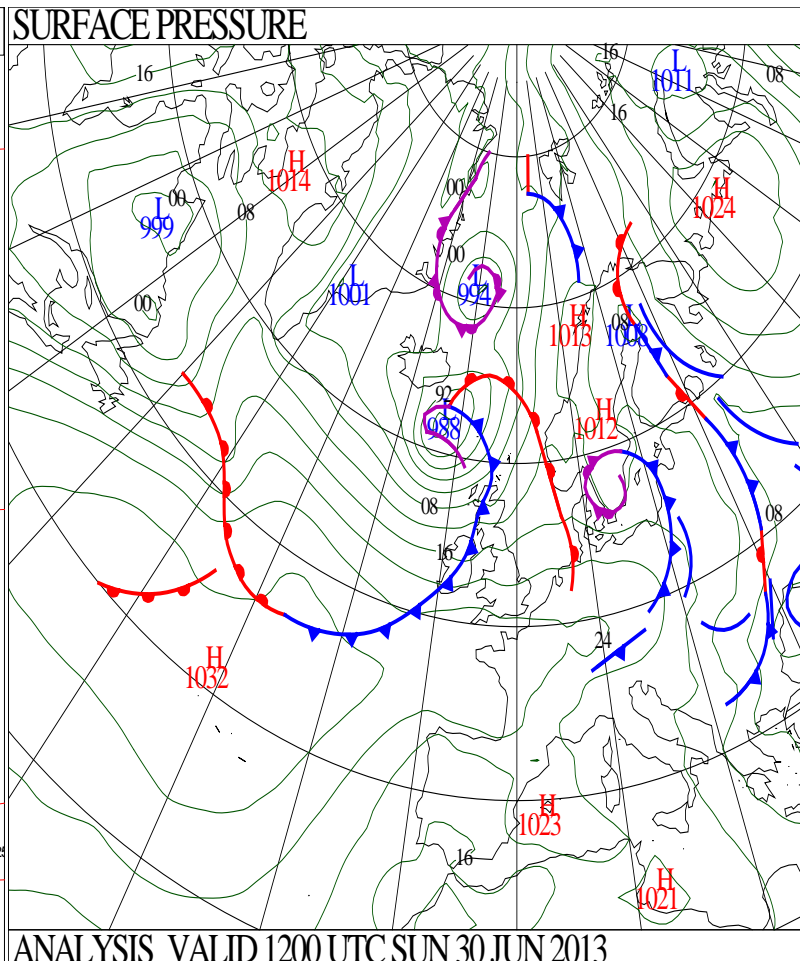 SURFACE PRESSURE
16
16
L
1011
08
16
H
1014
H
1024
00
00
L
999
08
00
L
1001
L
994
00
H
1013
08
L
1008
92
L
988
H
1012
08
08
16
24
H
1032
H
1023
16
H
1021
ANALYSIS VALID 1200 UTC SUN 30 JUN 2013